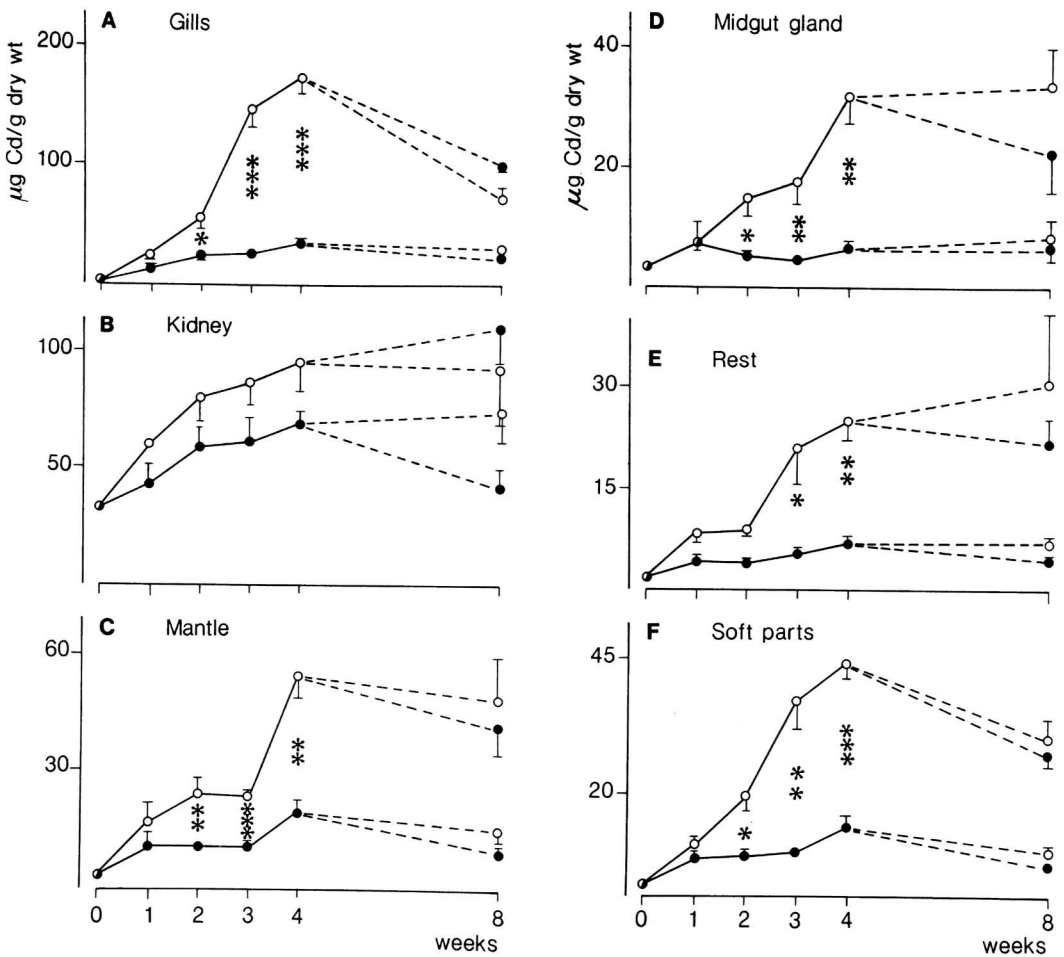 A Gills
200
100
µg Cd/g dry wt
***
***
*
B Kidney
100
50
C Mantle
60
30
**
***
**
0 1 2 3 4 8
weeks
D Midgut gland
40
20
µg Cd/g dry wt
**
**
*
E Rest
30
15
**
*
F Soft parts
45
20
***
**
*
0 1 2 3 4 8
weeks